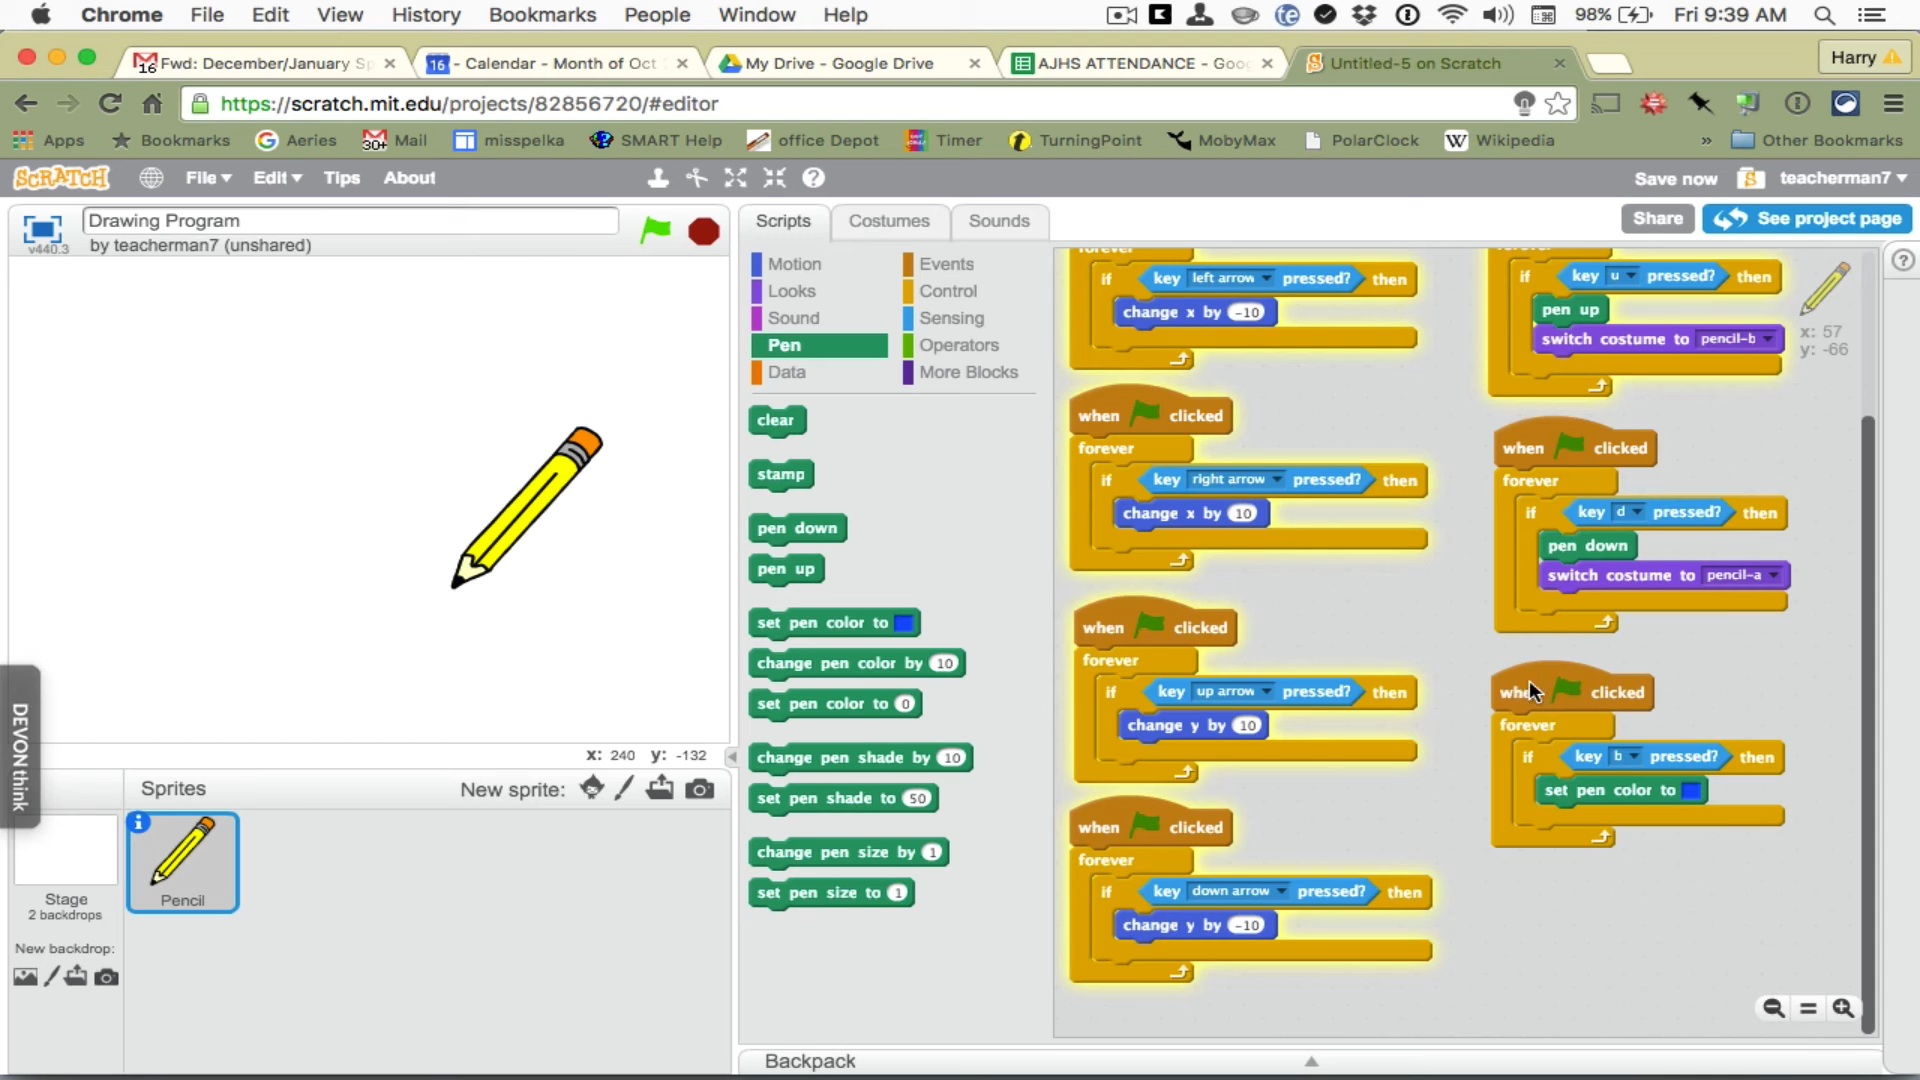 Chrome File Edit View History Bookmarks People Window Help 98% Fri 9:39 AM
16 Fwd: December/January Sp 16 - Calendar - Month of Oct My Drive - Google Drive AJHS ATTENDANCE - Goog Untitled-5 on Scratch Harry
https://scratch.mit.edu/projects/82856720/#editor
Apps Bookmarks Aeries 30+ Mail misspelka SMART Help office Depot Timer TurningPoint MobyMax PolarClock Wikipedia » Other Bookmarks
SCRATCH File Edit Tips About Save now teacherman7
v440.3
Drawing Program
by teacherman7 (unshared)
Scripts Costumes Sounds
Share See project page
Motion Events
Looks Control
Sound Sensing
Pen Operators
Data More Blocks
clear
stamp
pen down
pen up
set pen color to
change pen color by 10
set pen color to 0
change pen shade by 10
set pen shade to 50
change pen size by 1
set pen size to 1
forever
if key left arrow pressed? then
change x by -10
when clicked
forever
if key right arrow pressed? then
change x by 10
when clicked
forever
if key up arrow pressed? then
change y by 10
when clicked
forever
if key down arrow pressed? then
change y by -10
if key u pressed? then
pen up
switch costume to pencil-b
x: 57
y: -66
when clicked
forever
if key d pressed? then
pen down
switch costume to pencil-a
when clicked
forever
if key b pressed? then
set pen color to
x: 240 y: -132
DEVONthink
Sprites New sprite:
Stage
2 backdrops
New backdrop:
Pencil
Backpack